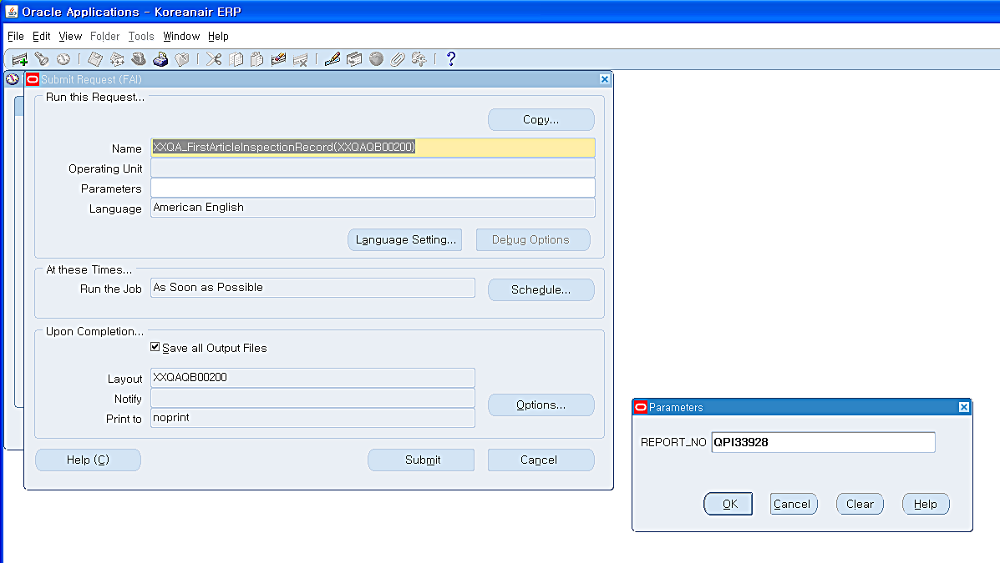 Oracle Applications - Koreanair ERP
File Edit View Folder Tools Window Help
Submit Request (FAI)
Run this Request...
Copy...
Name XXQA_FirstArticleInspectionRecord(XXQAQB00200)
Operating Unit
Parameters
Language American English
Language Setting... Debug Options
At these Times...
Run the Job As Soon as Possible Schedule...
Upon Completion...
Save all Output Files
Layout XXQAQB00200
Notify
Options...
Print to noprint
Help (C) Submit Cancel
Parameters
REPORT_NO QPI33928
OK Cancel Clear Help